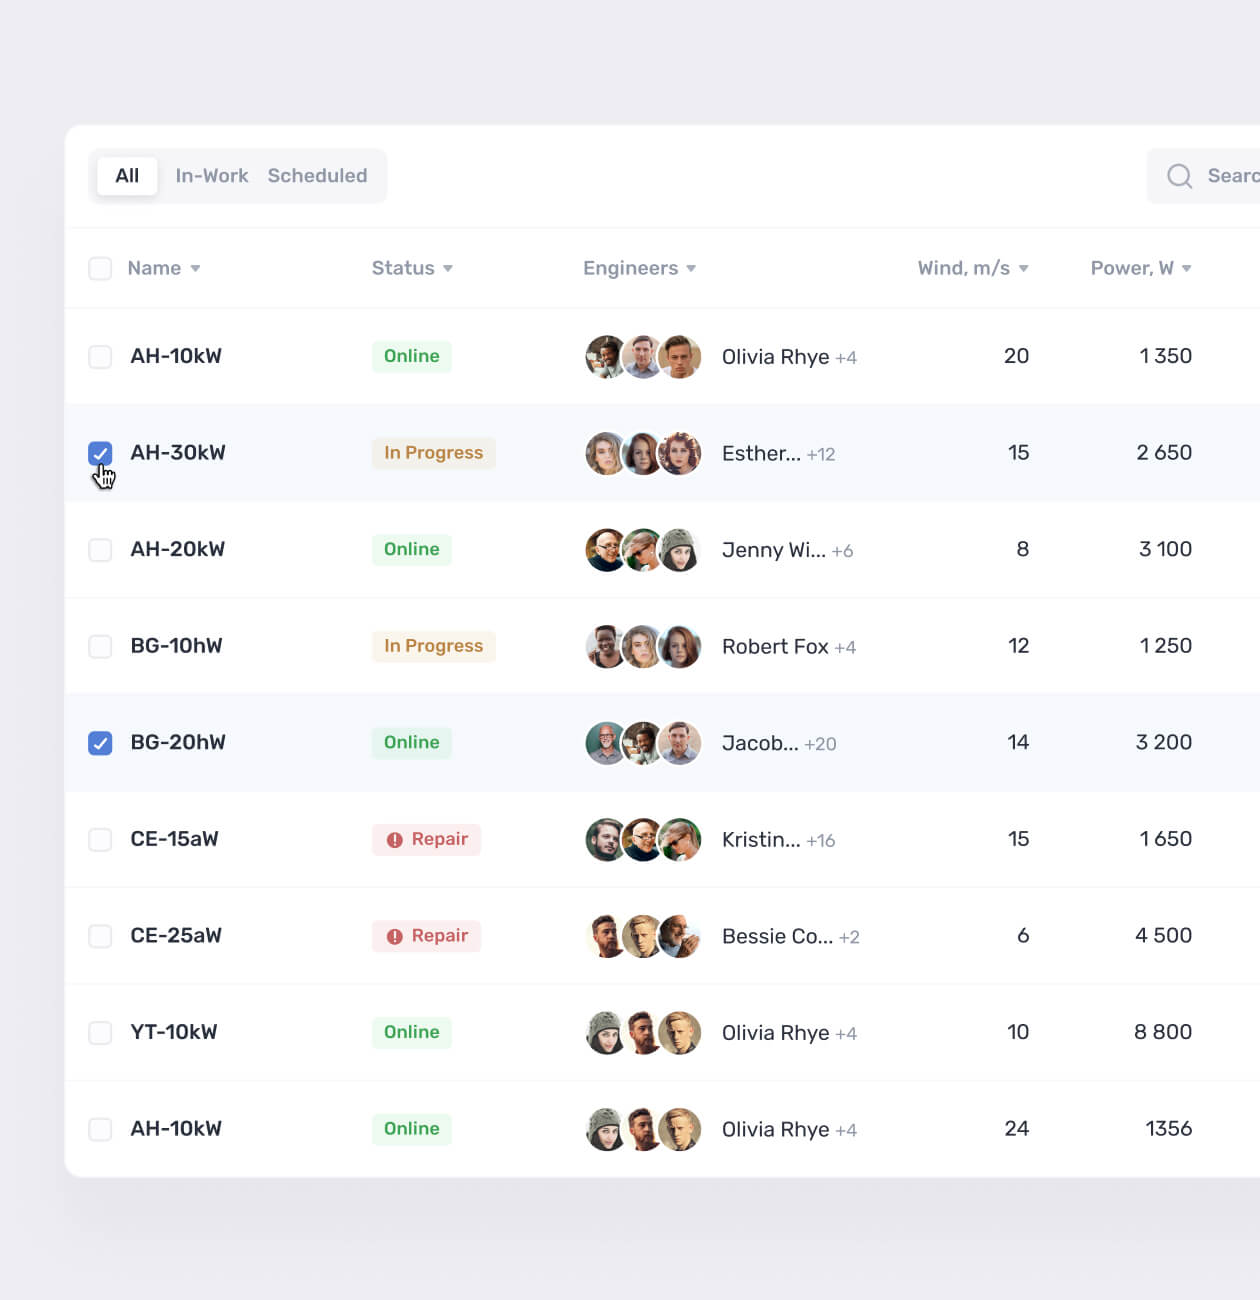 All In-Work Scheduled Searc
Name Status Engineers Wind, m/s Power, W
AH-10kW Online Olivia Rhye +4 20 1 350
AH-30kW In Progress Esther... +12 15 2 650
AH-20kW Online Jenny Wi... +6 8 3 100
BG-10hW In Progress Robert Fox +4 12 1 250
BG-20hW Online Jacob... +20 14 3 200
CE-15aW Repair Kristin... +16 15 1 650
CE-25aW Repair Bessie Co... +2 6 4 500
YT-10kW Online Olivia Rhye +4 10 8 800
AH-10kW Online Olivia Rhye +4 24 1356